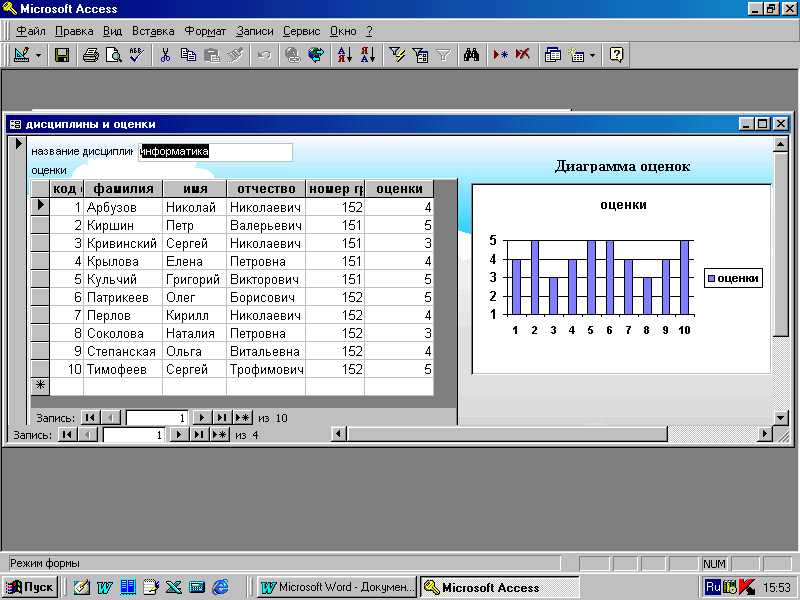 Microsoft Access
Файл Правка Вид Вставка Формат Записи Сервис Окно ?
дисциплины и оценки
название дисциплин информатика
оценки
Диаграмма оценок
код фамилия имя отчество номер гр оценки
1 Арбузов Николай Николаевич 152 4
2 Киршин Петр Валерьевич 151 5
3 Кривинский Сергей Николаевич 151 3
4 Крылова Елена Петровна 151 4
5 Кульчий Григорий Викторович 151 5
6 Патрикеев Олег Борисович 152 5
7 Перлов Кирилл Николаевич 152 4
8 Соколова Наталия Петровна 152 3
9 Степанская Ольга Витальевна 152 4
10 Тимофеев Сергей Трофимович 152 5
оценки
5
4
3
2
1
1 2 3 4 5 6 7 8 9 10
оценки
Запись: 1 из 10
Запись: 1 из 4
Режим формы NUM
Пуск Microsoft Word - Докумен... Microsoft Access Ru 15:53